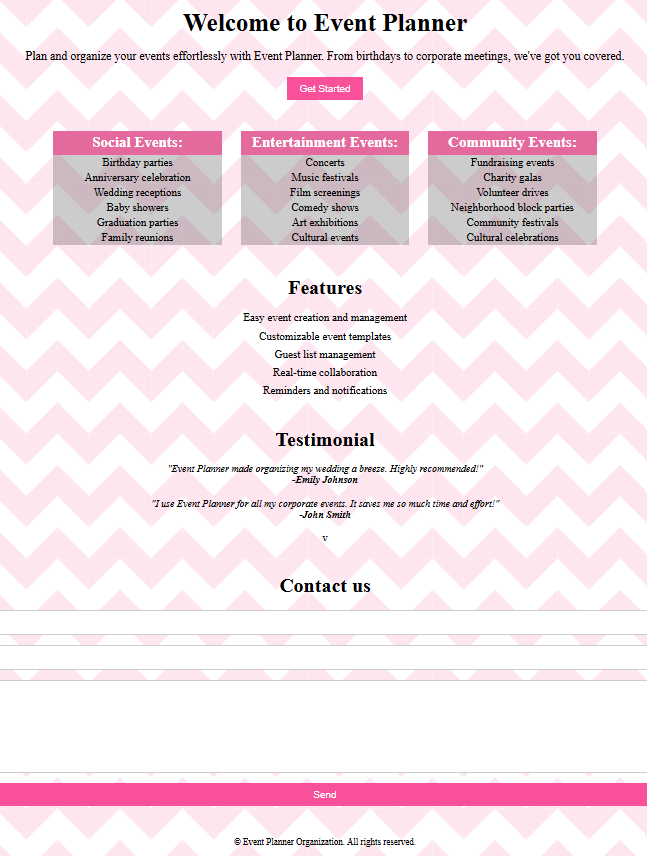 Welcome to Event Planner
Plan and organize your events effortlessly with Event Planner. From birthdays to corporate meetings, we've got you covered.
Get Started
Social Events:
Birthday parties
Anniversary celebration
Wedding receptions
Baby showers
Graduation parties
Family reunions
Entertainment Events:
Concerts
Music festivals
Film screenings
Comedy shows
Art exhibitions
Cultural events
Community Events:
Fundraising events
Charity galas
Volunteer drives
Neighborhood block parties
Community festivals
Cultural celebrations
Features
Easy event creation and management
Customizable event templates
Guest list management
Real-time collaboration
Reminders and notifications
Testimonial
"Event Planner made organizing my wedding a breeze. Highly recommended!"
-Emily Johnson
"I use Event Planner for all my corporate events. It saves me so much time and effort!"
-John Smith
v
Contact us
Send
© Event Planner Organization. All rights reserved.